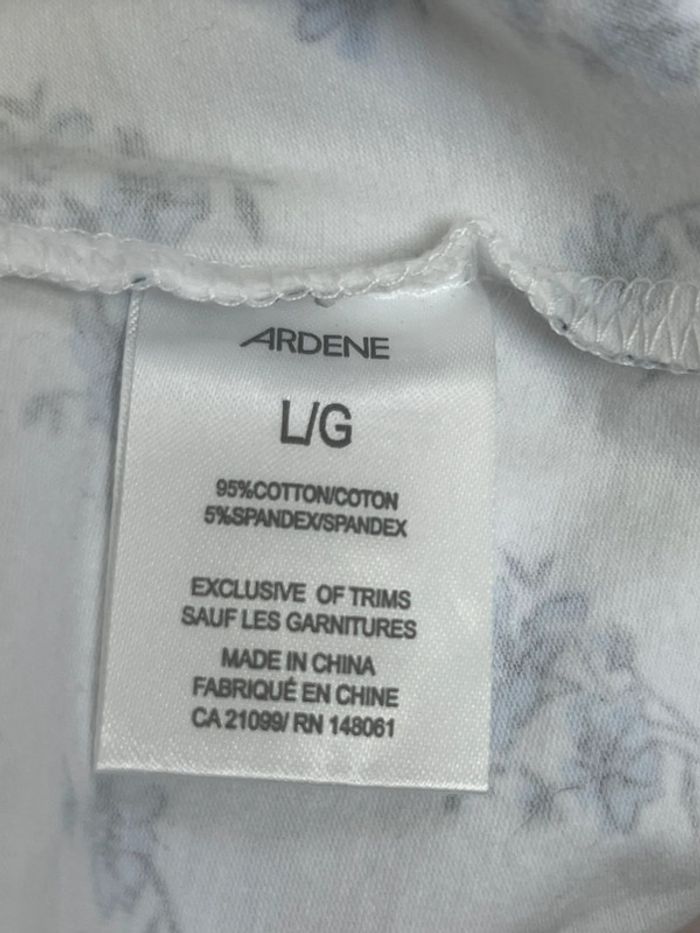 ARDENE
L/G
95%COTTON/COTON
5%SPANDEX/SPANDEX
EXCLUSIVE OF TRIMS
SAUF LES GARNITURES
MADE IN CHINA
FABRIQUÉ EN CHINE
CA 21099/ RN 148061